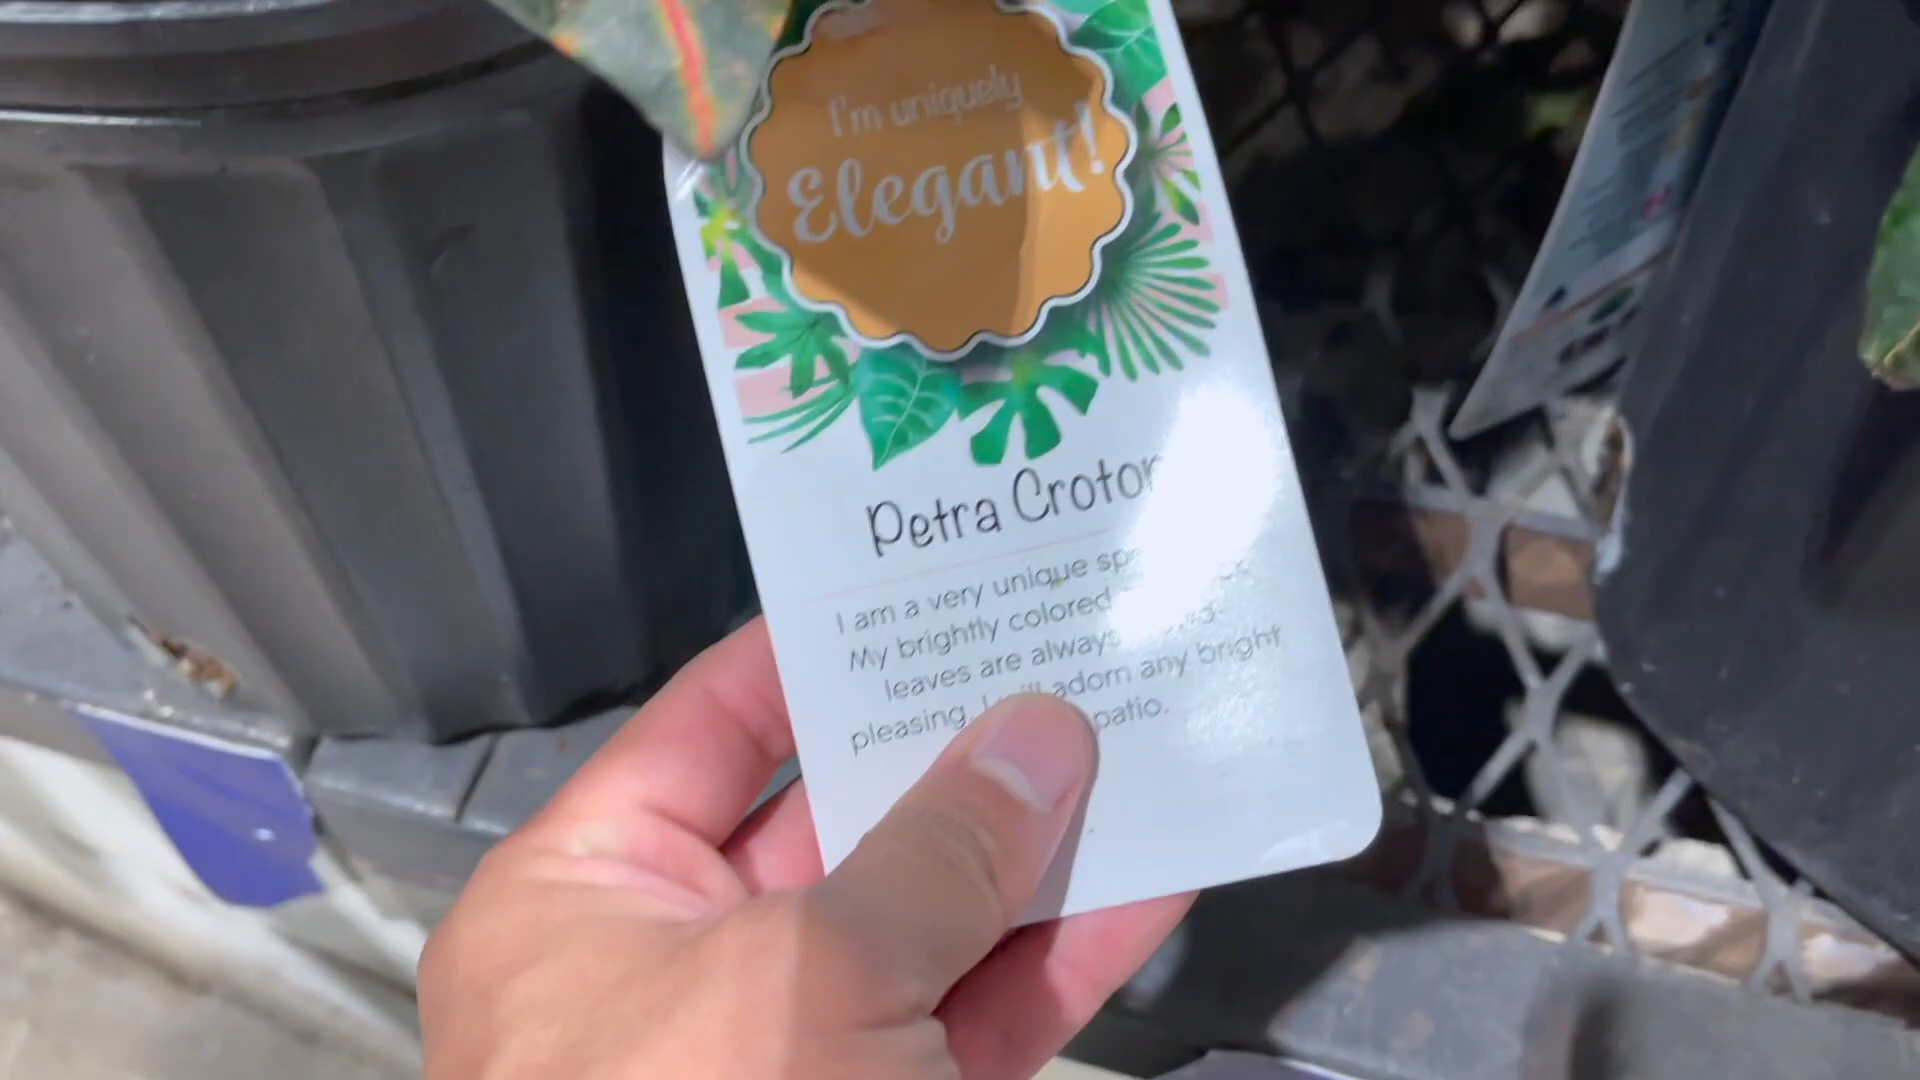 I'm uniquely
Elegant!
Petra Croton
I am a very unique
My brightly colored
leaves are always
pleasing. I will adorn any bright
patio.